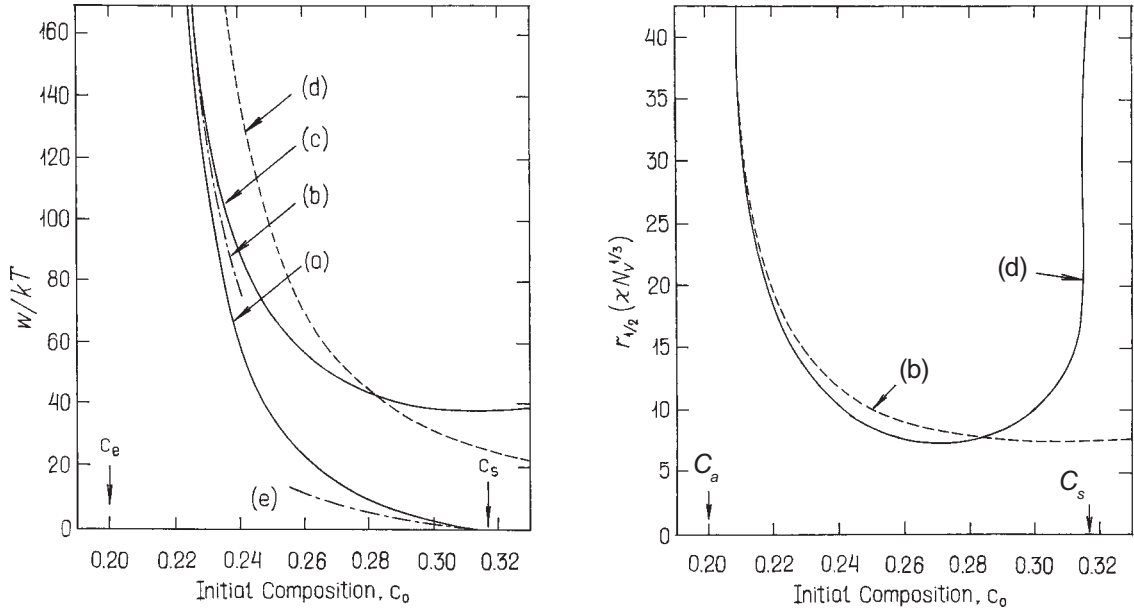 160
140
120
100
80
60
40
20
0
w/kT
(d)
(c)
(b)
(a)
(e)
c_e
c_s
0.20 0.22 0.24 0.26 0.28 0.30 0.32
Initial Composition, c_o
40
35
30
25
20
15
10
5
0
r_{1/2} (x N_v^{1/3})
(d)
(b)
C_a
C_s
0.20 0.22 0.24 0.26 0.28 0.30 0.32
Initial Composition, c_o